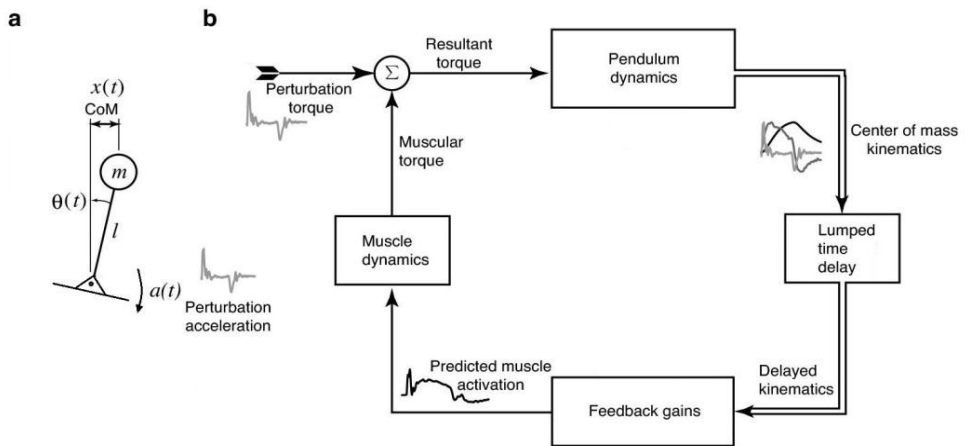 a
x(t)
CoM
m
θ(t)
l
a(t)
Perturbation
acceleration
b
Perturbation
torque
Σ
Resultant
torque
Pendulum
dynamics
Center of mass
kinematics
Lumped
time
delay
Delayed
kinematics
Feedback gains
Predicted muscle
activation
Muscle
dynamics
Muscular
torque